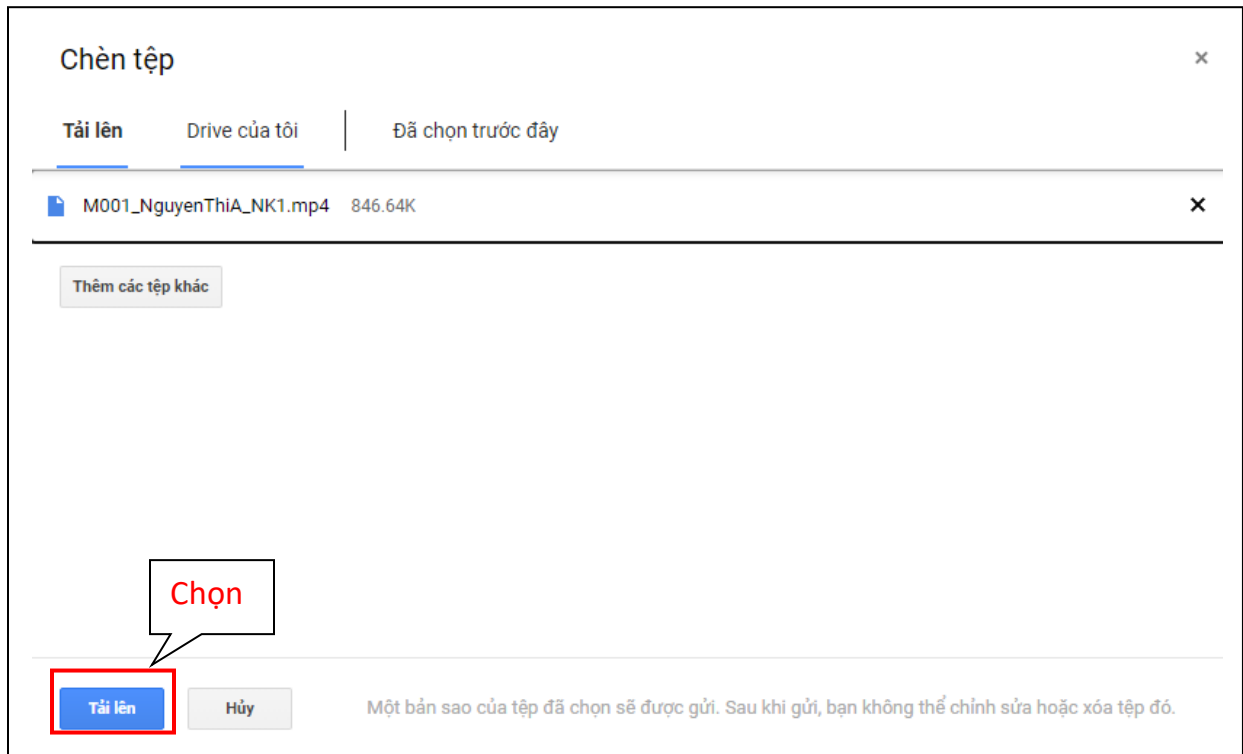 Chèn tệp
Tải lên Drive của tôi Đã chọn trước đây
M001_NguyenThiA_NK1.mp4 846.64K
Thêm các tệp khác
Chọn
Tải lên Hủy Một bản sao của tệp đã chọn sẽ được gửi. Sau khi gửi, bạn không thể chỉnh sửa hoặc xóa tệp đó.